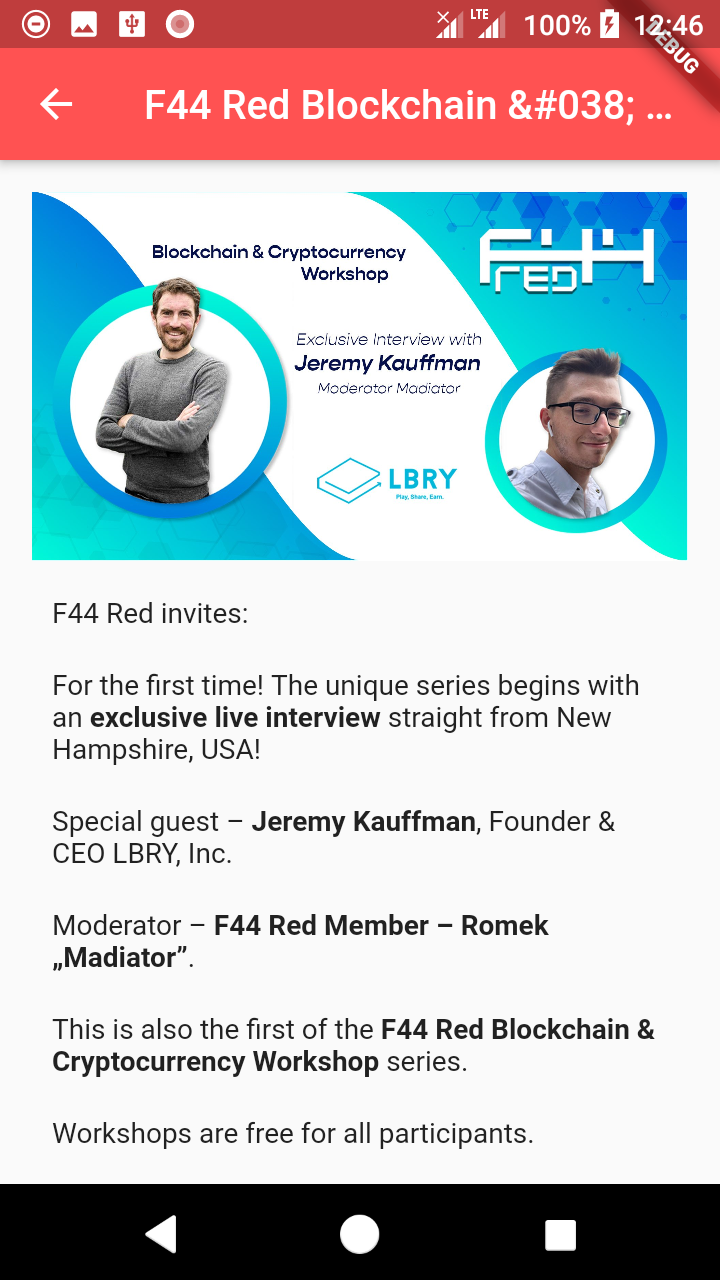 LTE 100% 12:46
DEBUG
F44 Red Blockchain &#038; ...
Blockchain & Cryptocurrency
Workshop
F44
RED
Exclusive Interview with
Jeremy Kauffman
Moderator Madiator
LBRY
Play, Share, Earn.
F44 Red invites:
For the first time! The unique series begins with
an exclusive live interview straight from New
Hampshire, USA!
Special guest – Jeremy Kauffman, Founder &
CEO LBRY, Inc.
Moderator – F44 Red Member – Romek
„Madiator”.
This is also the first of the F44 Red Blockchain &
Cryptocurrency Workshop series.
Workshops are free for all participants.